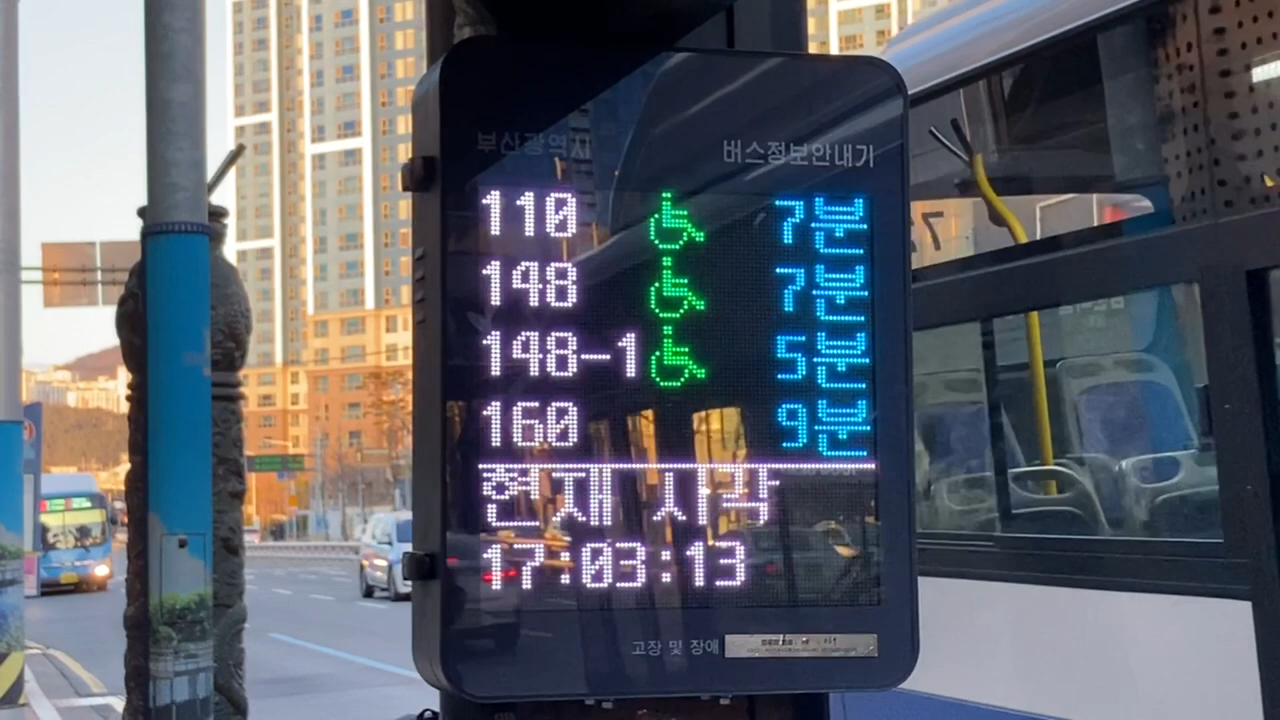 부산광역시 버스정보안내기
110 7분
148 7분
148-1 5분
160 9분
현재 시각
17:03:13
고장 및 장애